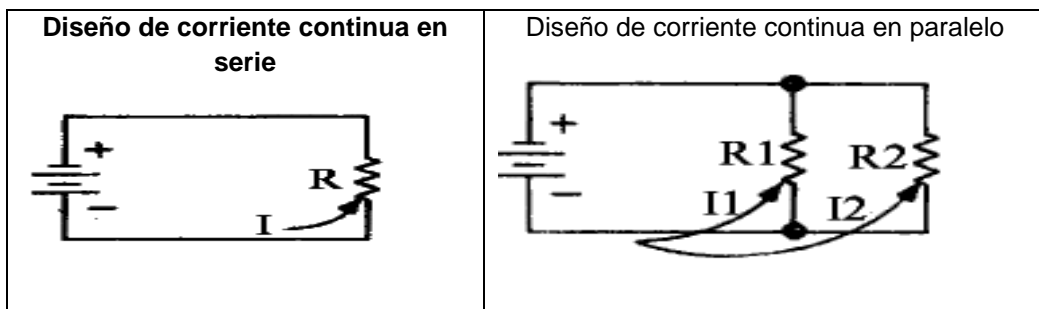 Diseño de corriente continua en
serie
+
R
−
I
Diseño de corriente continua en paralelo
+
R1
R2
−
I1
I2